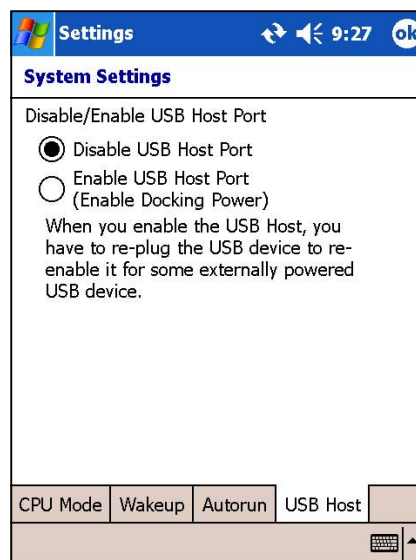 Settings 9:27 ok
System Settings
Disable/Enable USB Host Port
Disable USB Host Port
Enable USB Host Port
(Enable Docking Power)
When you enable the USB Host, you
have to re-plug the USB device to re-
enable it for some externally powered
USB device.
CPU Mode Wakeup Autorun USB Host